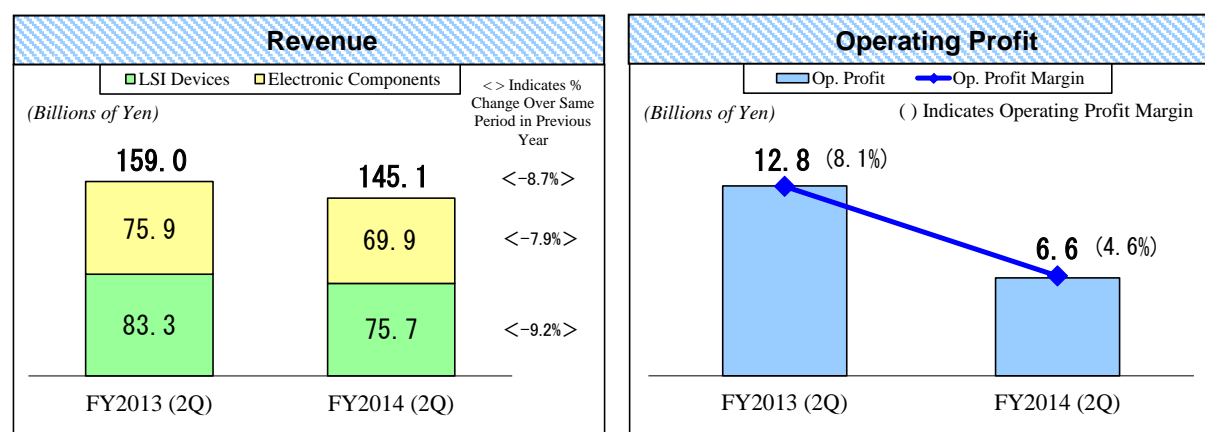 Revenue
LSI Devices Electronic Components
(Billions of Yen)
< > Indicates %
Change Over Same
Period in Previous
Year
159.0
145.1
<-8.7%>
75.9
69.9
<-7.9%>
83.3
75.7
<-9.2%>
FY2013 (2Q)
FY2014 (2Q)
Operating Profit
Op. Profit Op. Profit Margin
(Billions of Yen)
( ) Indicates Operating Profit Margin
12.8 (8.1%)
6.6 (4.6%)
FY2013 (2Q)
FY2014 (2Q)